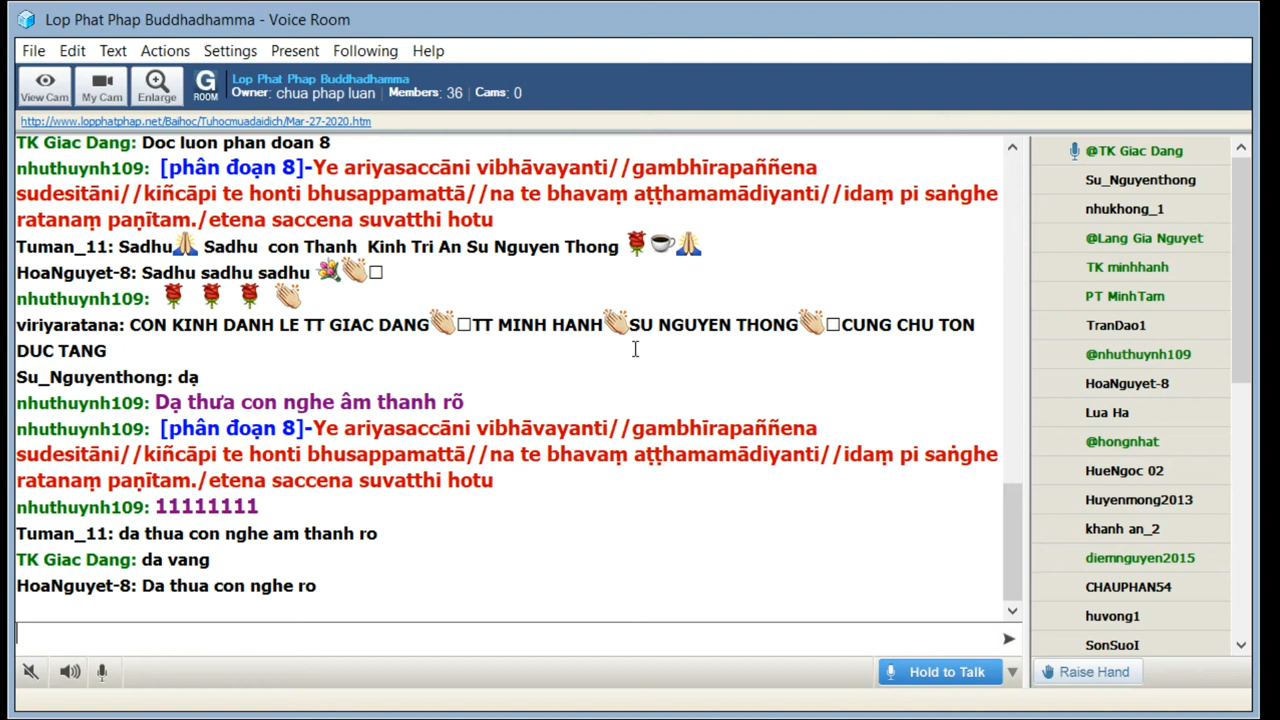 Lop Phat Phap Buddhadhamma - Voice Room
File Edit Text Actions Settings Present Following Help
View Cam My Cam Enlarge G ROOM
Lop Phat Phap Buddhadhamma
Owner: chua phap luan Members: 36 Cams: 0
http://www.lopphatphap.net/Baihoc/Tuhocmuadaidich/Mar-27-2020.htm
TK Giac Dang: Doc luon phan doan 8
nhuthuynh109: [phân đoạn 8]-Ye ariyasaccāni vibhāvayanti//gambhīrapaññena
sudesitāni//kiñcāpi te honti bhusappamattā//na te bhavaṃ aṭṭhamamādiyanti//idaṃ pi saṅghe
ratanaṃ paṇītam./etena saccena suvatthi hotu
Tuman_11: Sadhu🙏 Sadhu con Thanh Kinh Tri An Su Nguyen Thong 🌹☕🙏
HoaNguyet-8: Sadhu sadhu sadhu 💐👏□
nhuthuynh109: 🌹 🌹 🌹 👏
viriyaratana: CON KINH DANH LE TT GIAC DANG👏□TT MINH HANH👏SU NGUYEN THONG👏□CUNG CHU TON
DUC TANG
Su_Nguyenthong: dạ
nhuthuynh109: Dạ thưa con nghe âm thanh rõ
nhuthuynh109: [phân đoạn 8]-Ye ariyasaccāni vibhāvayanti//gambhīrapaññena
sudesitāni//kiñcāpi te honti bhusappamattā//na te bhavaṃ aṭṭhamamādiyanti//idaṃ pi saṅghe
ratanaṃ paṇītam./etena saccena suvatthi hotu
nhuthuynh109: 11111111
Tuman_11: da thua con nghe am thanh ro
TK Giac Dang: da vang
HoaNguyet-8: Da thua con nghe ro
@TK Giac Dang
Su_Nguyenthong
nhukhong_1
@Lang Gia Nguyet
TK minhhanh
PT MinhTam
TranDao1
@nhuthuynh109
HoaNguyet-8
Lua Ha
@hongnhat
HueNgoc 02
Huyenmong2013
khanh an_2
diemnguyen2015
CHAUPHAN54
huvong1
SonSuoI
Hold to Talk
Raise Hand